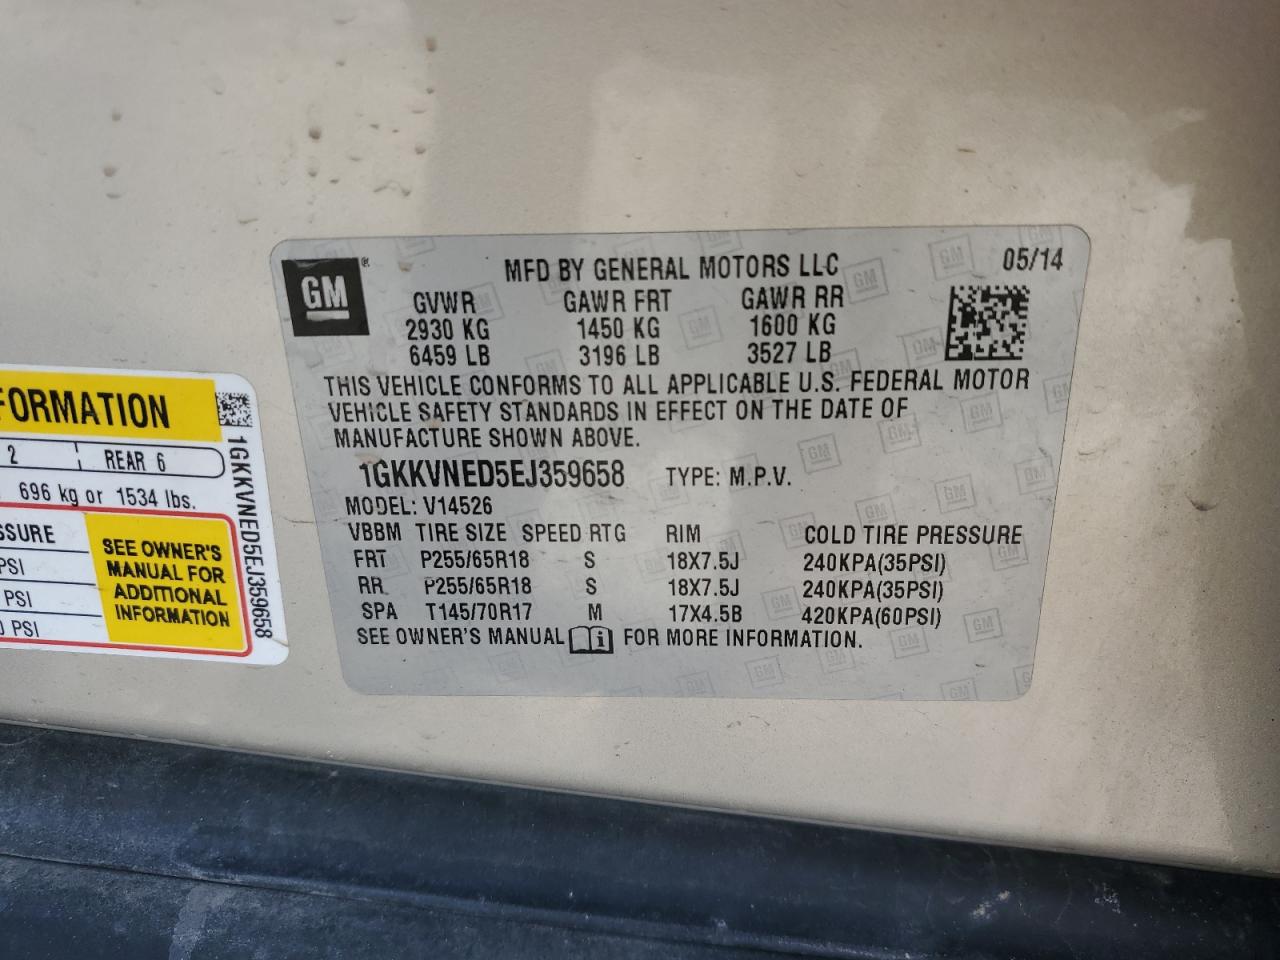 GM®
MFD BY GENERAL MOTORS LLC 05/14
GVWR GAWR FRT GAWR RR
2930 KG 1450 KG 1600 KG
6459 LB 3196 LB 3527 LB
THIS VEHICLE CONFORMS TO ALL APPLICABLE U.S. FEDERAL MOTOR
VEHICLE SAFETY STANDARDS IN EFFECT ON THE DATE OF
MANUFACTURE SHOWN ABOVE.
1GKKVNED5EJ359658 TYPE: M.P.V.
MODEL: V14526
VBBM TIRE SIZE SPEED RTG RIM COLD TIRE PRESSURE
FRT P255/65R18 S 18X7.5J 240KPA(35PSI)
RR P255/65R18 S 18X7.5J 240KPA(35PSI)
SPA T145/70R17 M 17X4.5B 420KPA(60PSI)
SEE OWNER'S MANUAL FOR MORE INFORMATION.
FORMATION
2 REAR 6
696 kg or 1534 lbs.
SSURE
PSI
PSI
0 PSI
SEE OWNER'S
MANUAL FOR
ADDITIONAL
INFORMATION
1GKKVNED5EJ359658